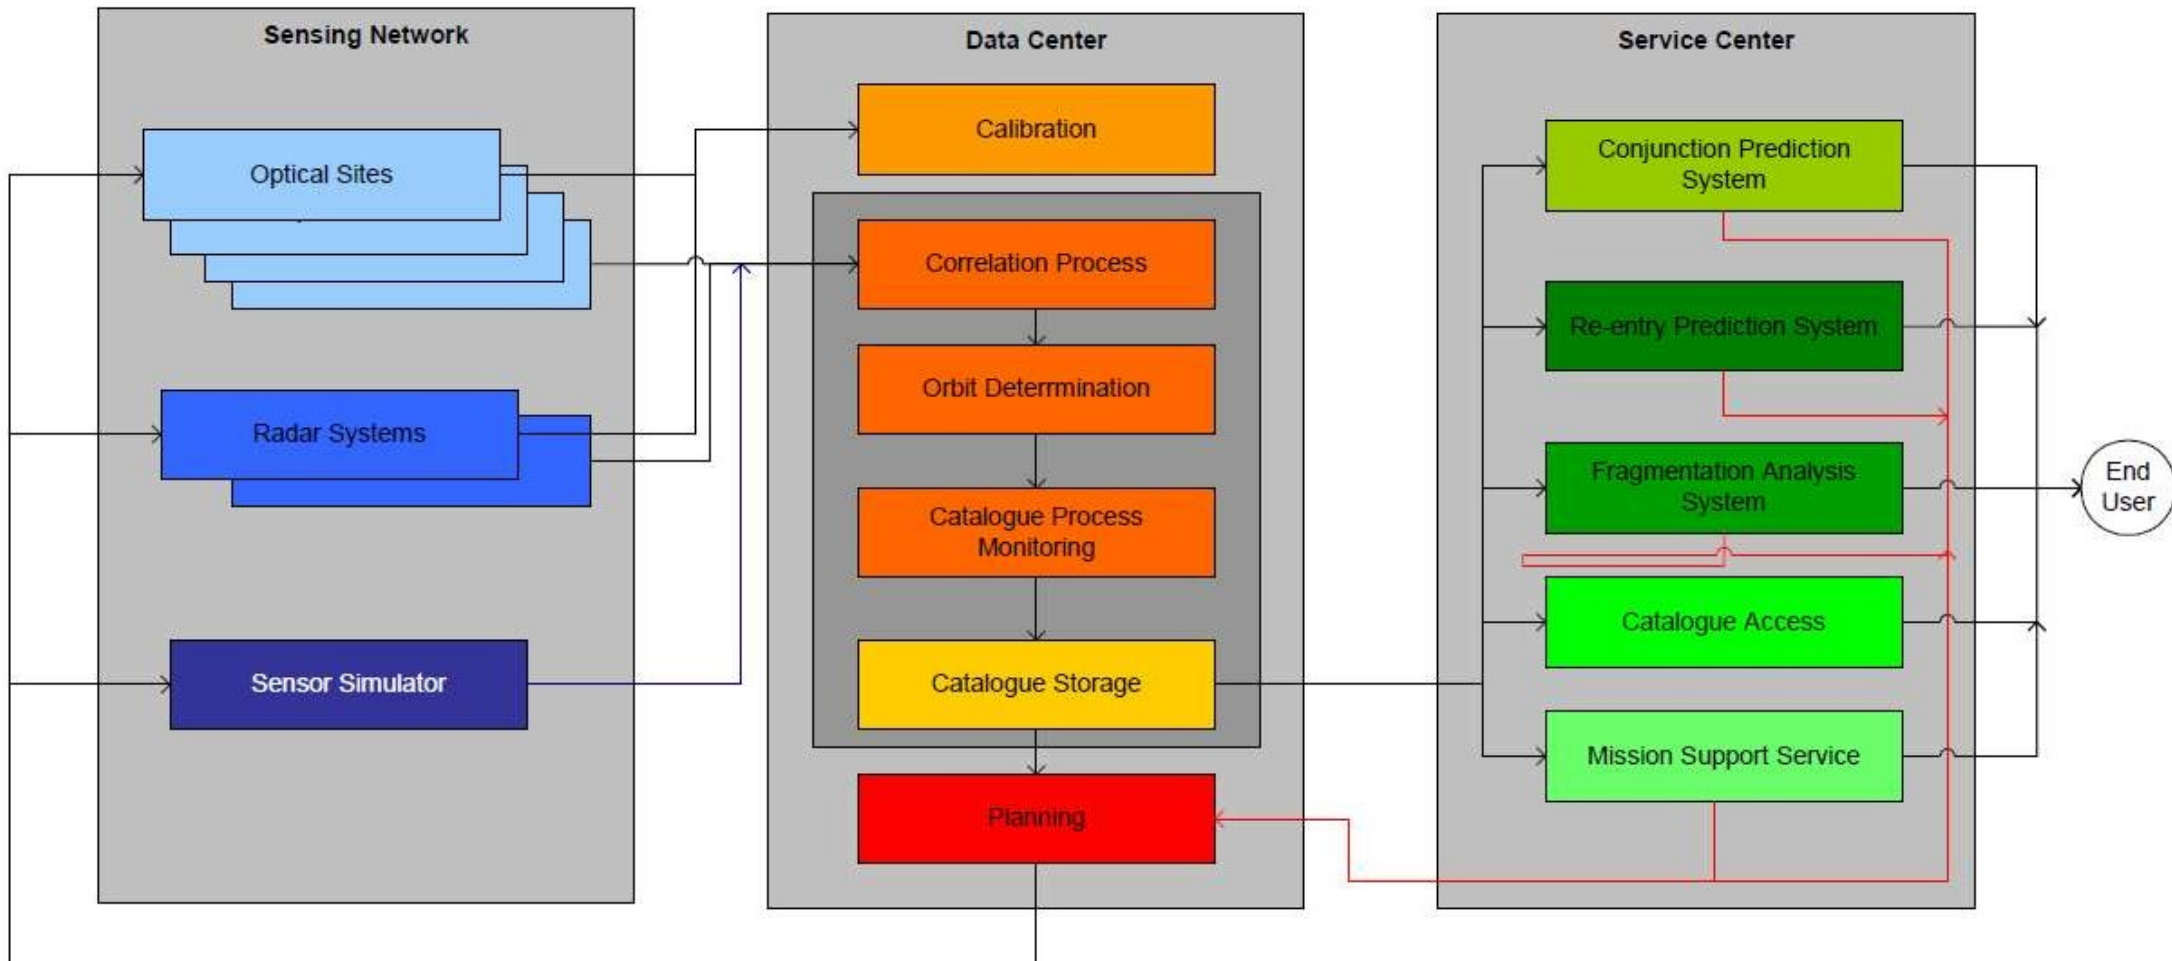 Sensing Network
Optical Sites
Radar Systems
Sensor Simulator
Data Center
Calibration
Correlation Process
Orbit Deterrmination
Catalogue Process
Monitoring
Catalogue Storage
Planning
Service Center
Conjunction Prediction
System
Re-entry Prediction System
Fragmentation Analysis
System
Catalogue Access
Mission Support Service
End
User